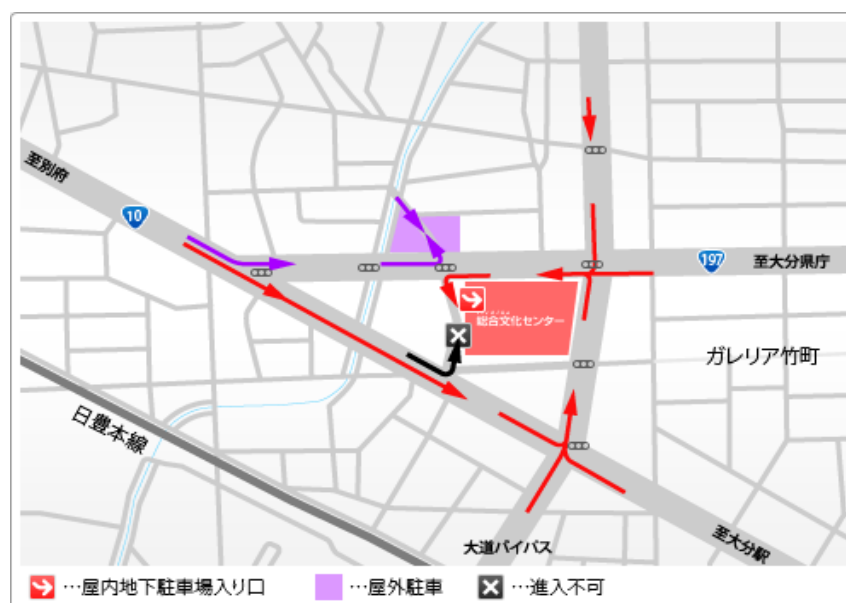 至別府
10
197
至大分県庁
総合文化センター
ガレリア竹町
日豊本線
大道バイパス
至大分駅
…屋内地下駐車場入り口
…屋外駐車
…進入不可